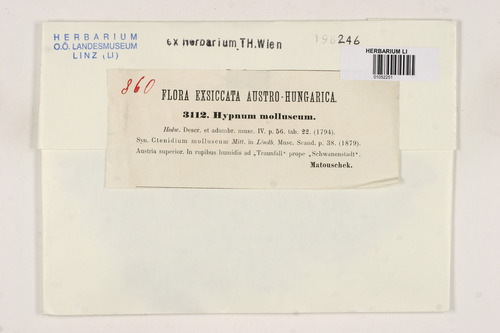 HERBARIUM
O.Ö. LANDESMUSEUM
LINZ (LI)
ex herbarium TH.Wien
246
HERBARIUM LI
860
FLORA EXSICCATA AUSTRO-HUNGARICA.
3112. Hypnum molluscum.
Hedw. Descr. et adumbr. musc. IV. p. 56. tab. 22. (1794).
Syn. Ctenidium molluscum Mitt. in Lindb. Musc. Scand. p. 38. (1879).
Austria superior. In rupibus humidis ad „Traunfall" prope „Schwanenstadt".
Matouschek.